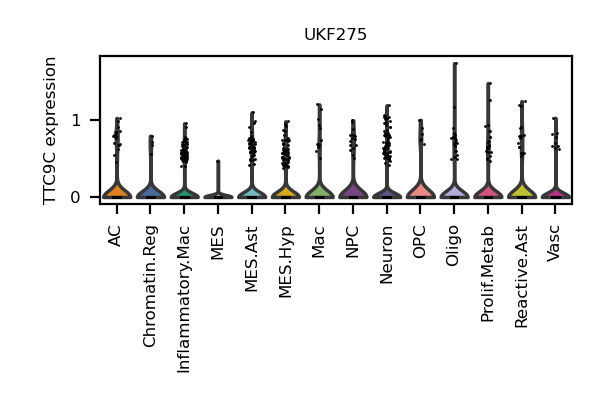 UKF275
TTC9C expression
1
0
AC
Chromatin.Reg
Inflammatory.Mac
MES
MES.Ast
MES.Hyp
Mac
NPC
Neuron
OPC
Oligo
Prolif.Metab
Reactive.Ast
Vasc